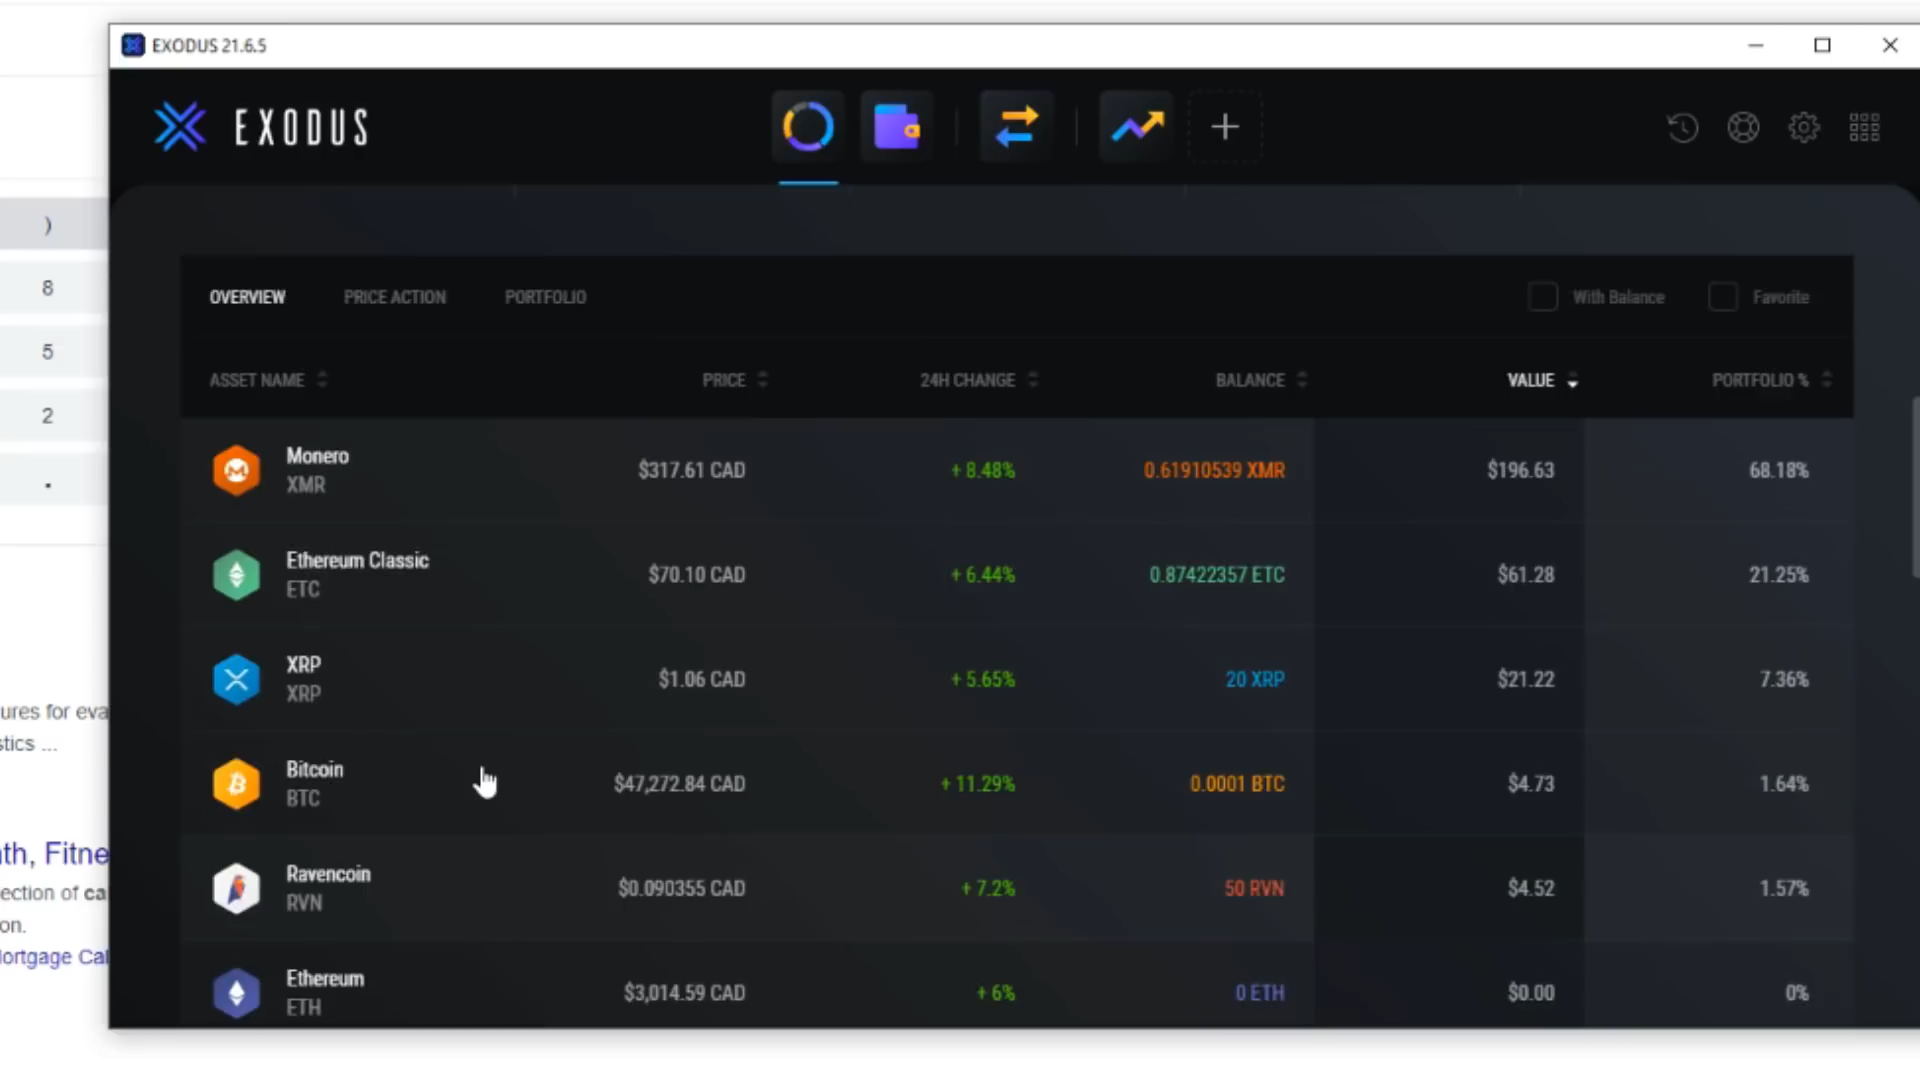 EXODUS 21.6.5
EXODUS
)
8
5
2
.
OVERVIEW PRICE ACTION PORTFOLIO With Balance Favorite
ASSET NAME PRICE 24H CHANGE BALANCE VALUE PORTFOLIO %
Monero
XMR
$317.61 CAD + 8.48% 0.61910539 XMR $196.63 68.18%
Ethereum Classic
ETC
$70.10 CAD + 6.44% 0.87422357 ETC $61.28 21.25%
XRP
XRP
$1.06 CAD + 5.65% 20 XRP $21.22 7.36%
Bitcoin
BTC
$47,272.84 CAD + 11.29% 0.0001 BTC $4.73 1.64%
Ravencoin
RVN
$0.090355 CAD + 7.2% 50 RVN $4.52 1.57%
Ethereum
ETH
$3,014.59 CAD + 6% 0 ETH $0.00 0%
ures for eva
stics ...
ath, Fitne
ection of ca
on.
ortgage Cal